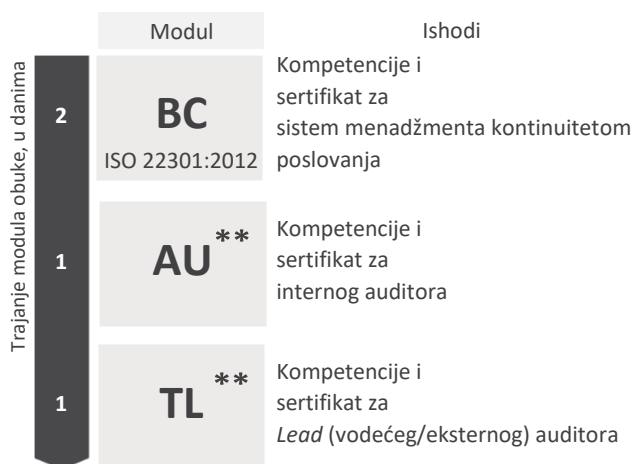 Modul
Ishodi
Trajanje modula obuke, u danima
2
BC
ISO 22301:2012
Kompetencije i
sertifikat za
sistem menadžmenta kontinuitetom
poslovanja
1
AU**
Kompetencije i
sertifikat za
internog auditora
1
TL**
Kompetencije i
sertifikat za
Lead (vodećeg/eksternog) auditora